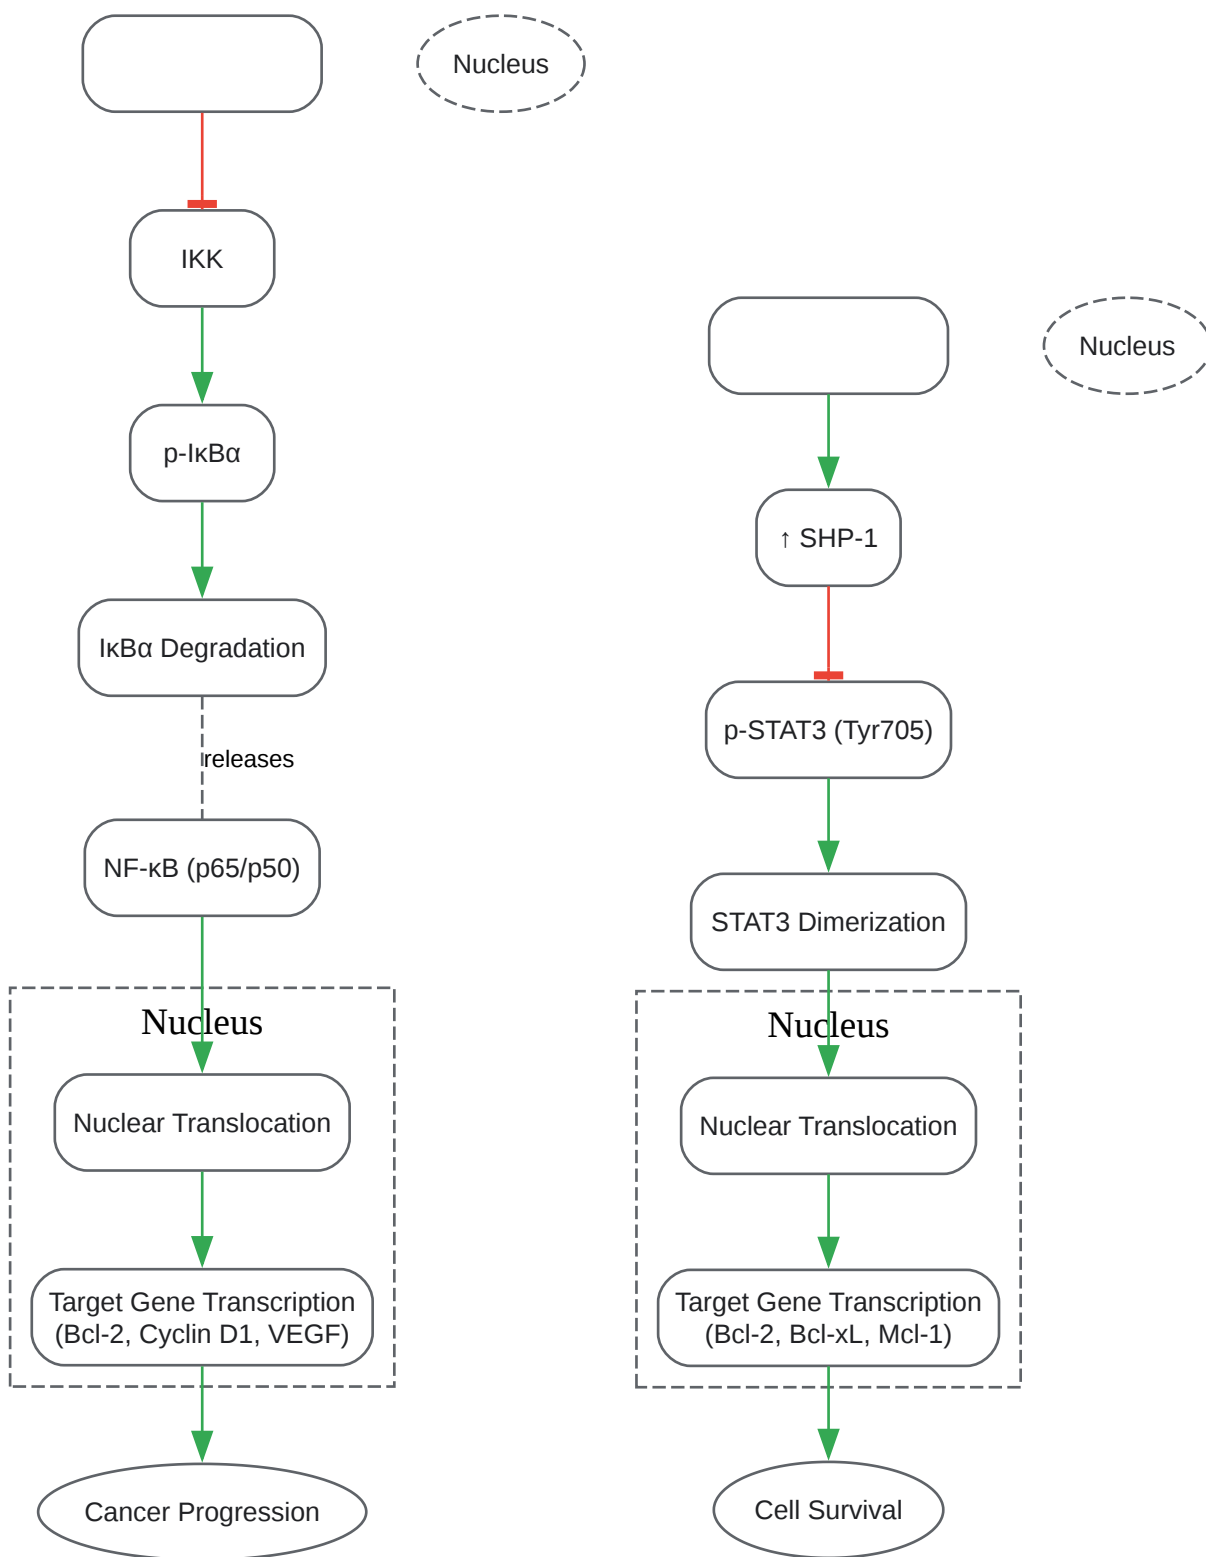 Nucleus
IKK
p-IκBα
IκBα Degradation
releases
NF-κB (p65/p50)
Nucleus
Nuclear Translocation
Target Gene Transcription
(Bcl-2, Cyclin D1, VEGF)
Cancer Progression
Nucleus
↑ SHP-1
p-STAT3 (Tyr705)
STAT3 Dimerization
Nucleus
Nuclear Translocation
Target Gene Transcription
(Bcl-2, Bcl-xL, Mcl-1)
Cell Survival